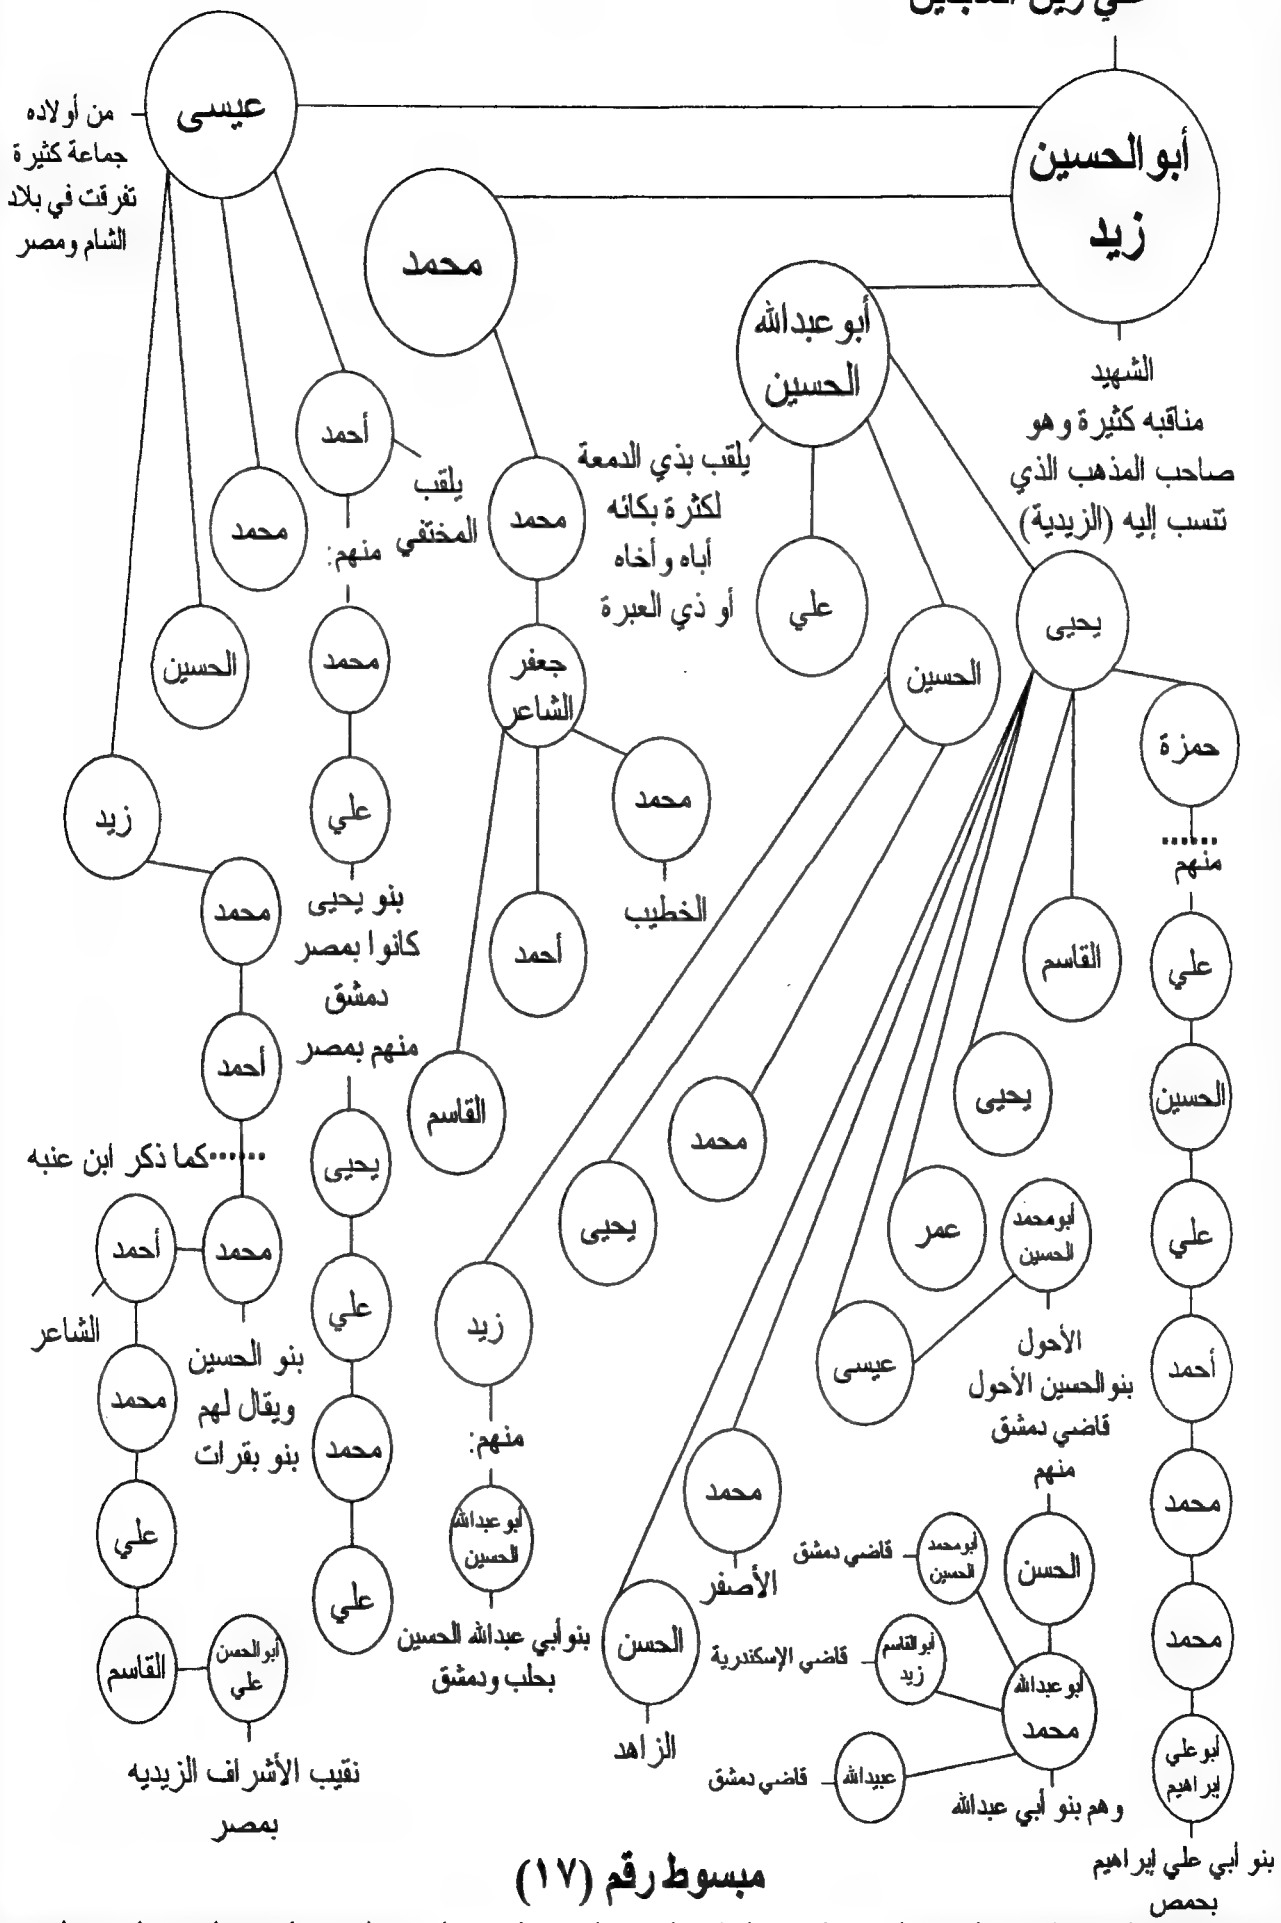 علي زين العابدين
أبو الحسين
زيد
الشهيد
مناقبه كثيرة وهو
صاحب المذهب الذي
تنسب إليه (الزيدية)
أبو عبدالله
الحسين
يلقب بذي الدمعة
لكثرة بكائه
أباه وأخاه
أو ذي العبرة
علي
الحسين
يحيى
حمزة
......
منهم
علي
الحسين
علي
أحمد
محمد
محمد
أبو علي
إبراهيم
بنو أبي علي إبراهيم
بحمص
القاسم
يحيى
عمر
عيسى
أبو محمد
الحسين
الأحول
بنو الحسين الأحول
قاضي دمشق
منهم
الحسن
أبو عبدالله
محمد
وهم بنو أبي عبدالله
أبو محمد
الحسين
قاضي دمشق
أبو القاسم
زيد
قاضي الإسكندرية
عبيدالله
قاضي دمشق
محمد
الأصفر
الحسن
الزاهد
محمد
يحيى
زيد
منهم:
أبو عبدالله
الحسين
بنو أبي عبدالله الحسين
بحلب ودمشق
محمد
محمد
جعفر
الشاعر
محمد
الخطيب
أحمد
القاسم
عيسى
من أولاده
جماعة كثيرة
تفرقت في بلاد
الشام ومصر
أحمد
يلقب
المختفي
منهم:
محمد
علي
بنو يحيى
كانوا بمصر
دمشق
منهم بمصر
يحيى
علي
محمد
علي
محمد
الحسين
زيد
محمد
أحمد
......كما ذكر ابن عنبه
محمد
بنو الحسين
ويقال لهم
بنو بقرات
أحمد
الشاعر
محمد
علي
القاسم
أبو الحسن
علي
نقيب الأشراف الزيديه
بمصر
مبسوط رقم (١٧)